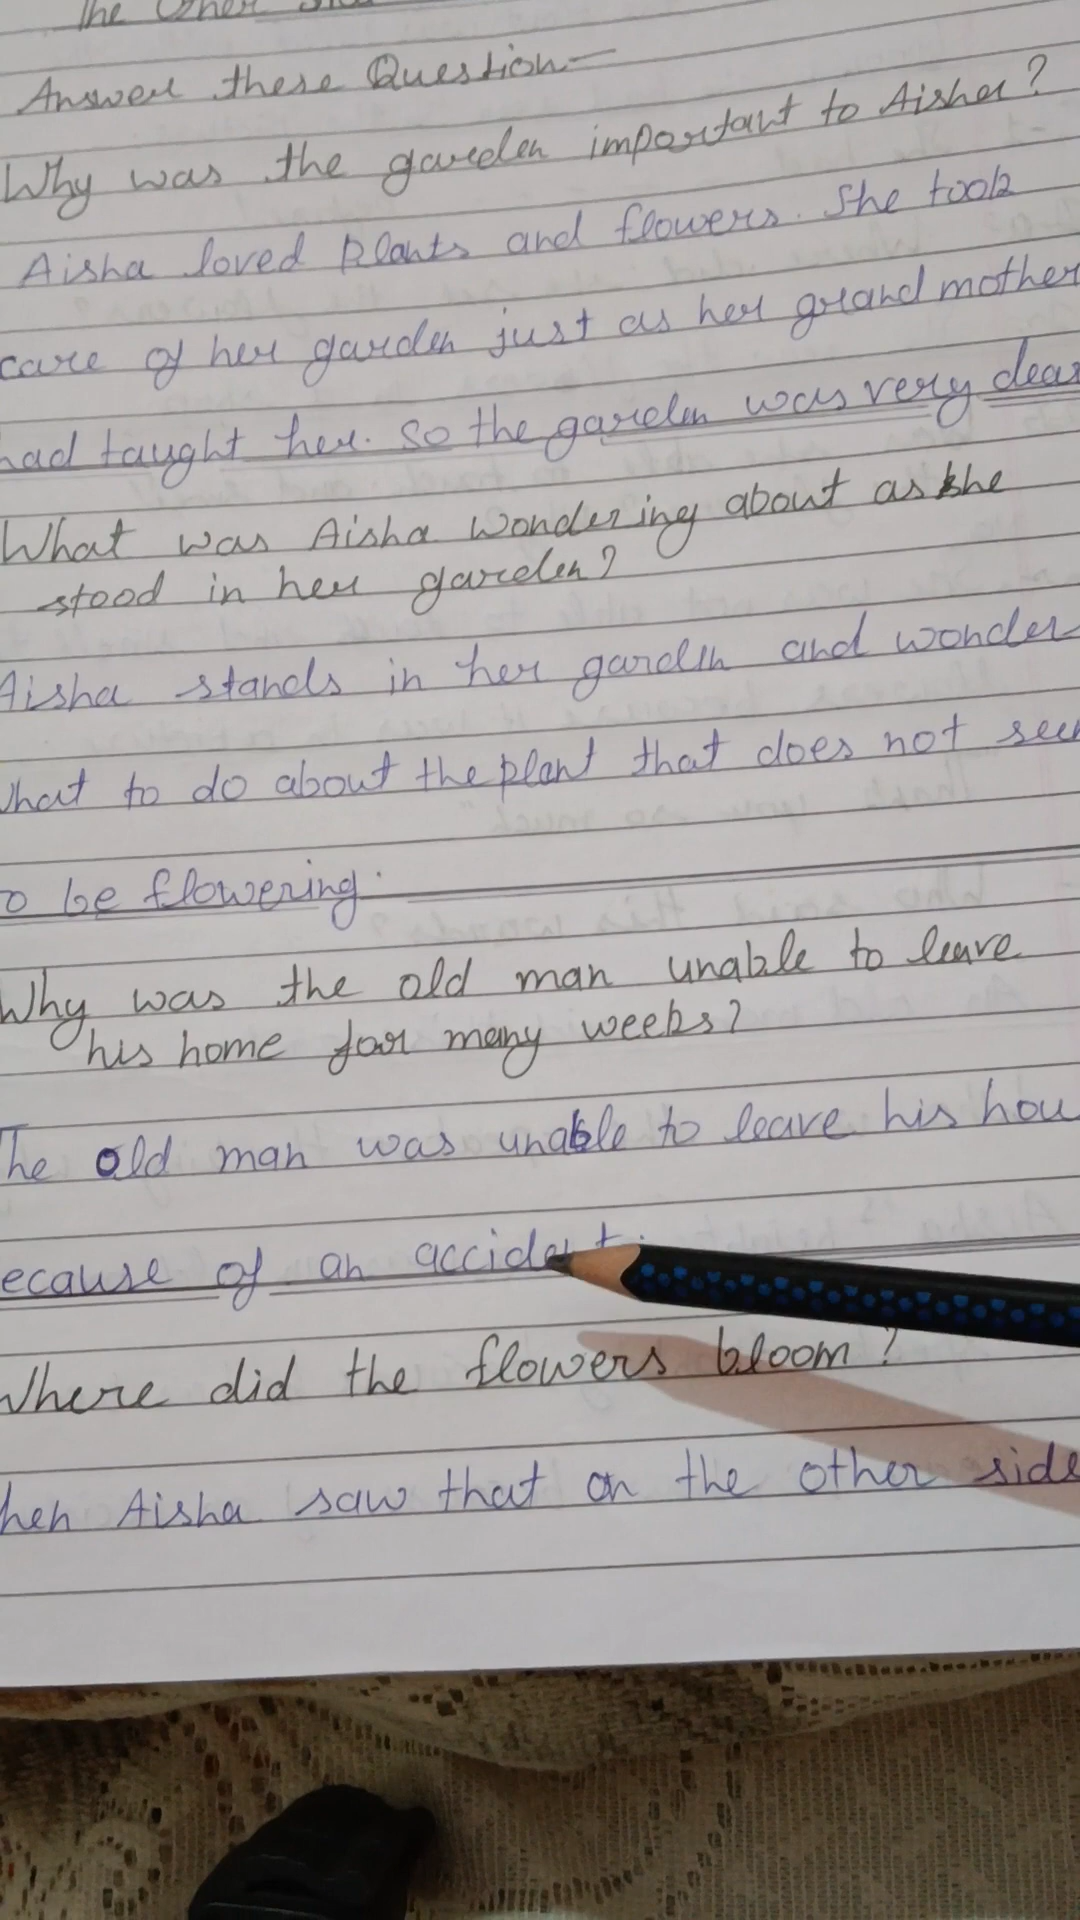 The Other
Answer these Question-
Why was the garden important to Aisha?
Aisha loved plants and flowers. She took
care of her garden just as her grandmother
had taught her. so the garden was very dear
What was Aisha wondering about as she
stood in her garden?
Aisha stands in her garden and wonder
what to do about the plant that does not see
to be flowering.
Why was the old man unable to leave
his home for many weeks?
The old man was unable to leave his hou
ecause of an accident.
Where did the flowers bloom?
hen Aisha saw that on the other side